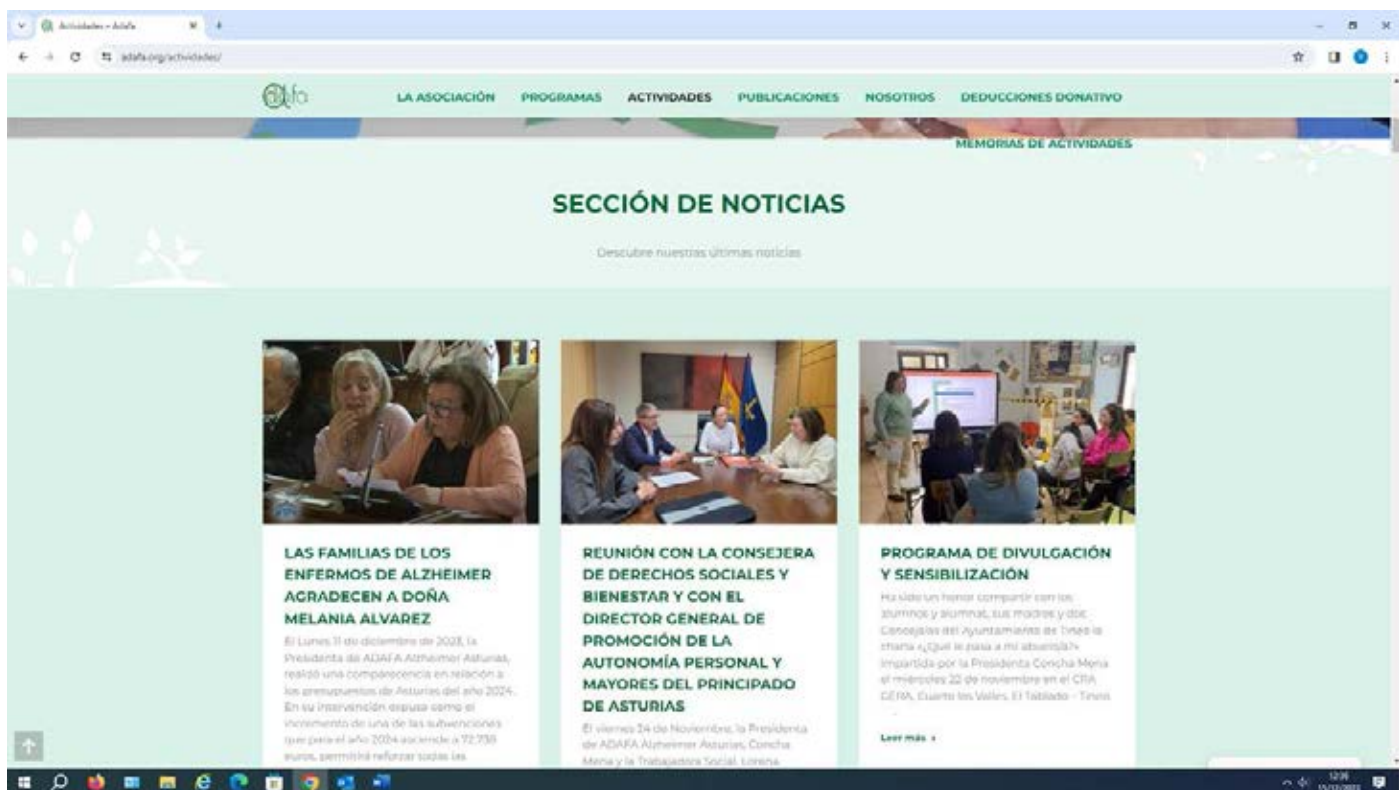 Actividades – Adafa
adafa.org/actividades/
adafa
LA ASOCIACIÓN PROGRAMAS ACTIVIDADES PUBLICACIONES NOSOTROS DEDUCCIONES DONATIVO
MEMORIAS DE ACTIVIDADES
SECCIÓN DE NOTICIAS
Descubre nuestras últimas noticias
LAS FAMILIAS DE LOS
ENFERMOS DE ALZHEIMER
AGRADECEN A DOÑA
MELANIA ALVAREZ
El Lunes 11 de diciembre de 2023, la
Presidenta de ADAFA Alzheimer Asturias,
realizó una comparecencia en relación a
los presupuestos de Asturias del año 2024.
En su intervención expuso como el
incremento de una de las subvenciones
que para el año 2024 asciende a 72.738
euros, permitirá reforzar todas las
REUNIÓN CON LA CONSEJERA
DE DERECHOS SOCIALES Y
BIENESTAR Y CON EL
DIRECTOR GENERAL DE
PROMOCIÓN DE LA
AUTONOMÍA PERSONAL Y
MAYORES DEL PRINCIPADO
DE ASTURIAS
El viernes 24 de Noviembre, la Presidenta
de ADAFA Alzheimer Asturias, Concha
Mena y la Trabajadora Social, Lorena
PROGRAMA DE DIVULGACIÓN
Y SENSIBILIZACIÓN
Ha sido un honor compartir con los
alumnos y alumnas, sus madres y dos
Concejalas del Ayuntamiento de Tineo la
charla «¿Qué le pasa a mi abuelo/a?»
impartida por la Presidenta Concha Mena
el miércoles 22 de noviembre en el CRA
GERA, Cuarto los Valles, El Tablado – Tineo
Leer más
12:06
15/12/2023